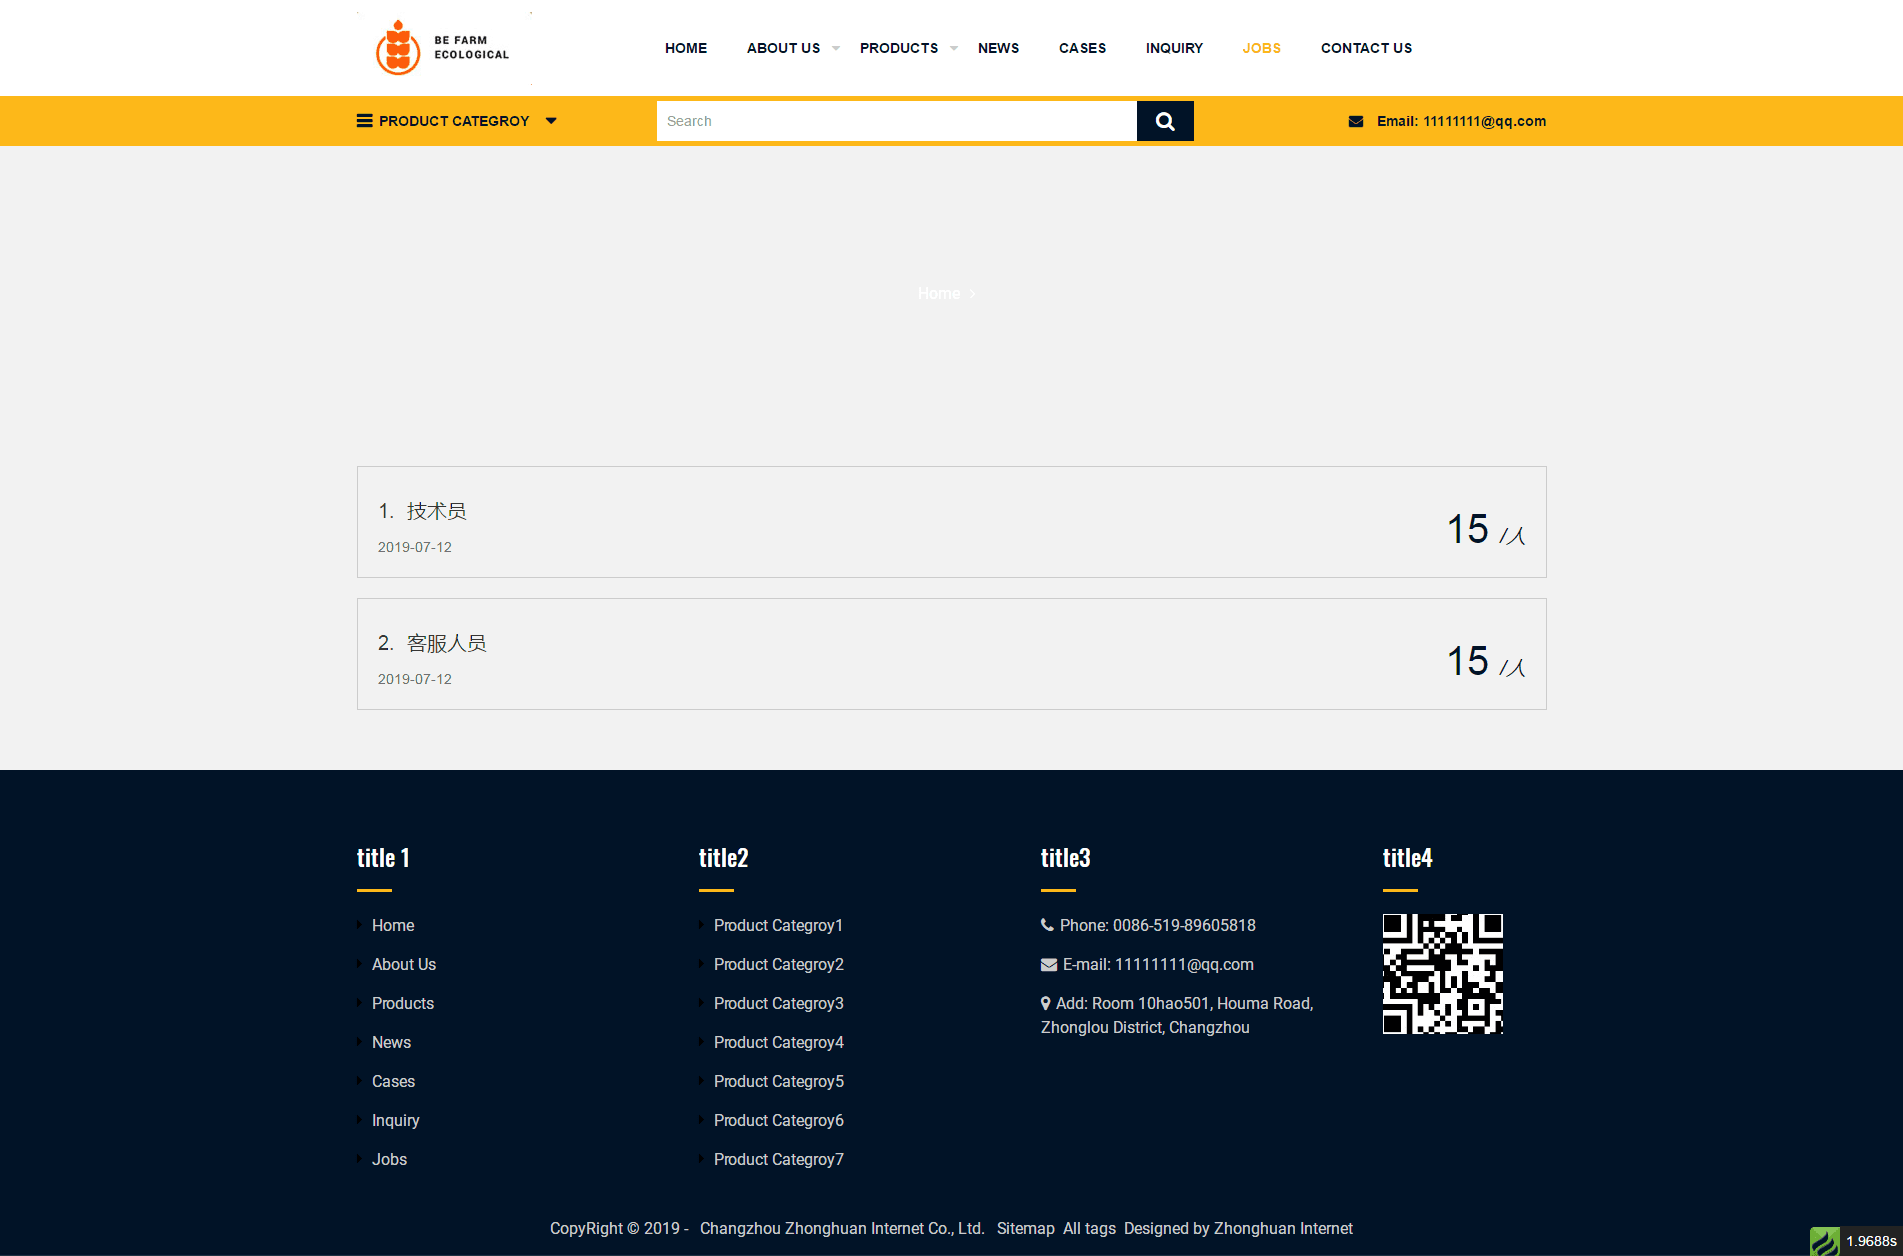 BE FARM
ECOLOGICAL
HOME ABOUT US PRODUCTS NEWS CASES INQUIRY JOBS CONTACT US
PRODUCT CATEGROY
Search
Email: 11111111@qq.com
Home >
1. 技术员
2019-07-12
15 /人
2. 客服人员
2019-07-12
15 /人
title 1
Home
About Us
Products
News
Cases
Inquiry
Jobs
title2
Product Categroy1
Product Categroy2
Product Categroy3
Product Categroy4
Product Categroy5
Product Categroy6
Product Categroy7
title3
Phone: 0086-519-89605818
E-mail: 11111111@qq.com
Add: Room 10hao501, Houma Road,
Zhonglou District, Changzhou
title4
CopyRight © 2019 - Changzhou Zhonghuan Internet Co., Ltd. Sitemap All tags Designed by Zhonghuan Internet
1.9688s